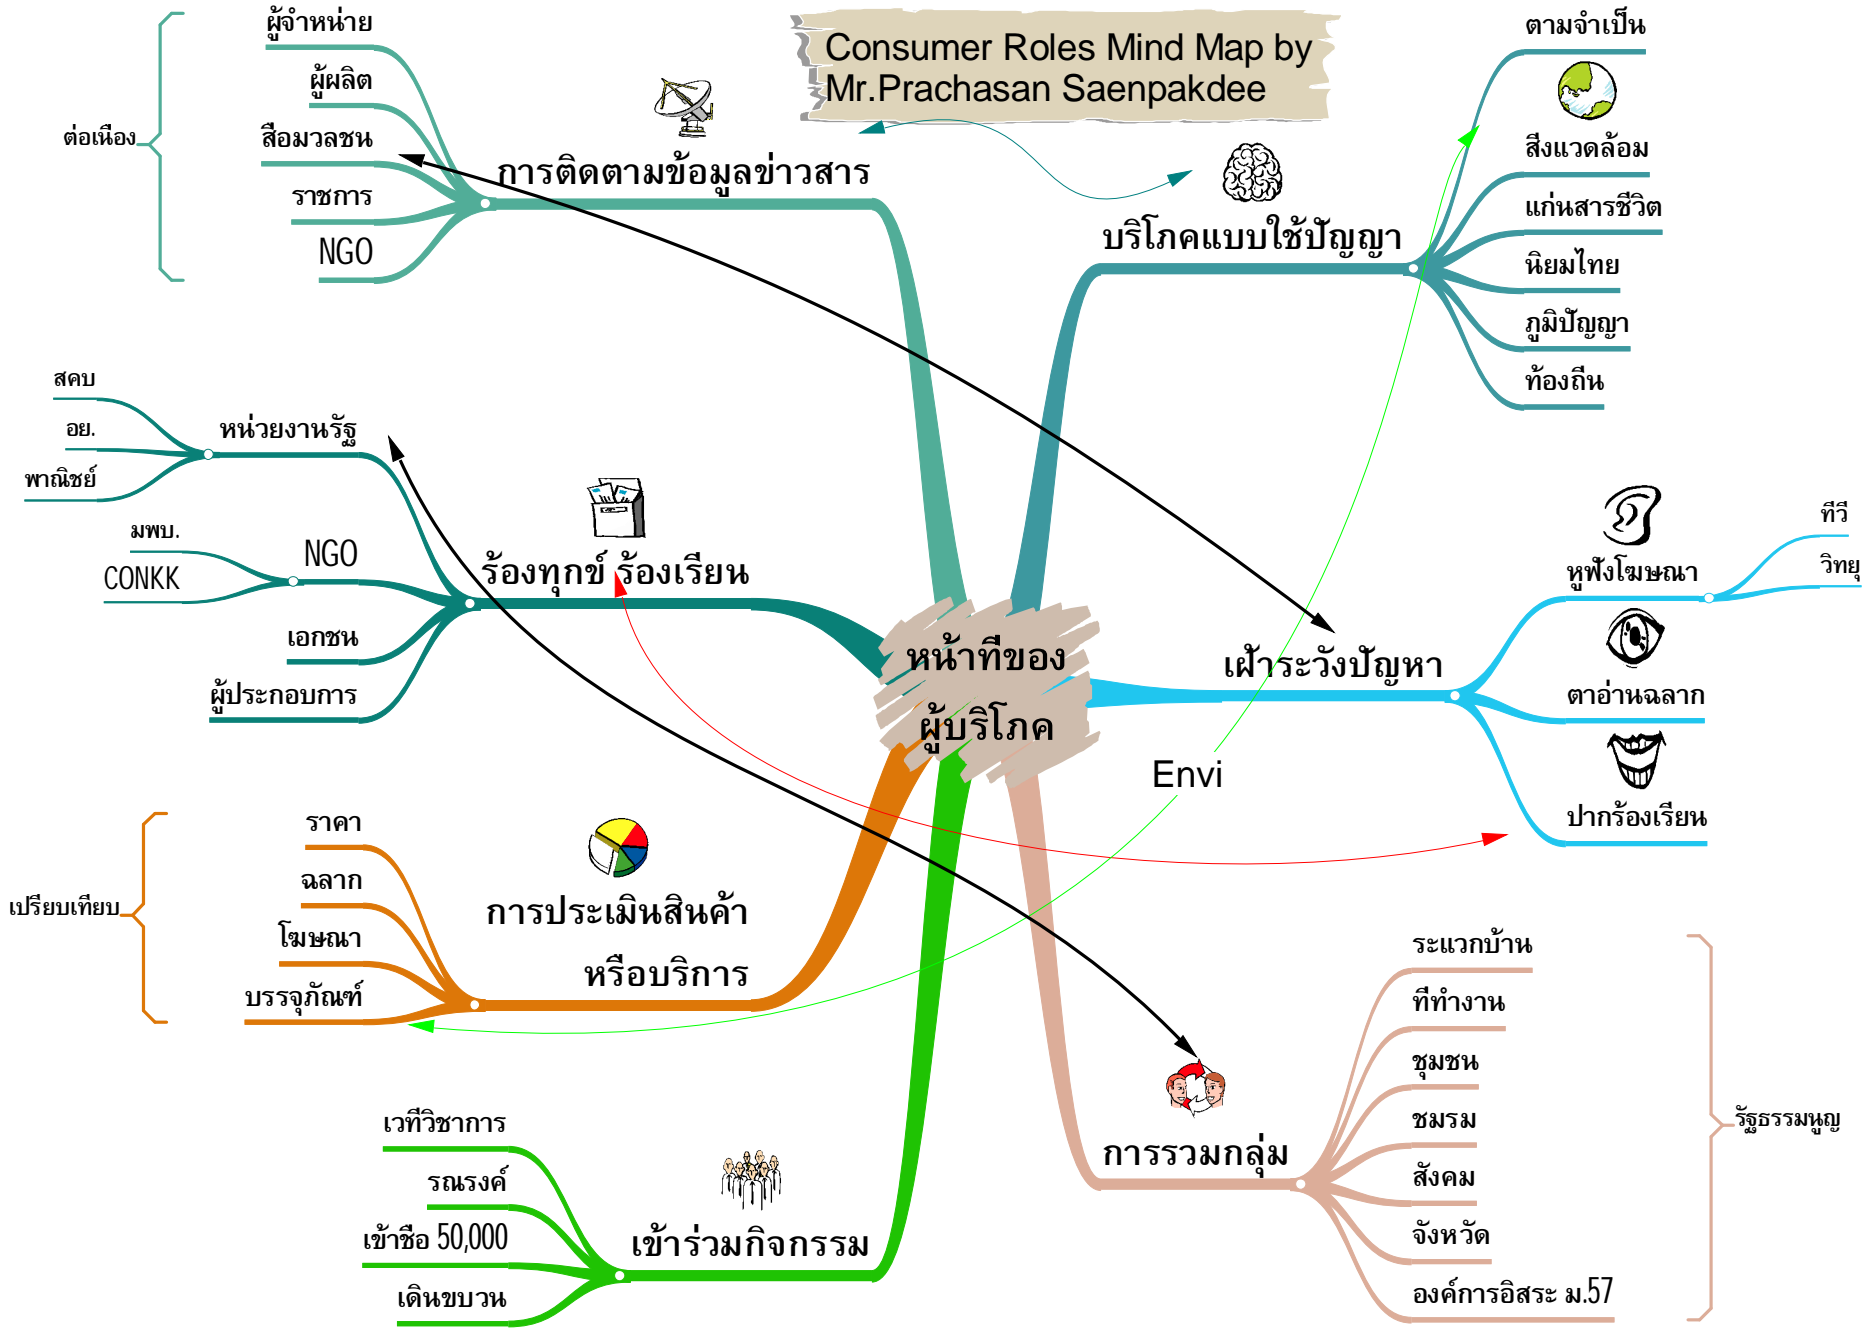 Consumer Roles Mind Map by
Mr.Prachasan Saenpakdee
หน้าที่ของ
ผู้บริโภค
บริโภคแบบใช้ปัญญา
ตามจำเป็น
สิ่งแวดล้อม
แก่นสารชีวิต
นิยมไทย
ภูมิปัญญา
ท้องถิ่น
เฝ้าระวังปัญหา
หูฟังโฆษณา
ทีวี
วิทยุ
ตาอ่านฉลาก
ปากร้องเรียน
Envi
การรวมกลุ่ม
ระแวกบ้าน
ที่ทำงาน
ชุมชน
ชมรม
สังคม
จังหวัด
องค์การอิสระ ม.57
รัฐธรรมหูญ
เข้าร่วมกิจกรรม
เวทีวิชาการ
รณรงค์
เข้าชื่อ 50,000
เดินขบวน
การประเมินสินค้า
หรือบริการ
ราคา
ฉลาก
โฆษณา
บรรจุภัณฑ์
เปรียบเทียบ
ร้องทุกข์ ร้องเรียน
หน่วยงานรัฐ
สคบ
อย.
พาณิชย์
NGO
มพบ.
CONKK
เอกชน
ผู้ประกอบการ
การติดตามข้อมูลข่าวสาร
ผู้จำหน่าย
ผู้ผลิต
สื่อมวลชน
ราชการ
NGO
ต่อเนื่อง